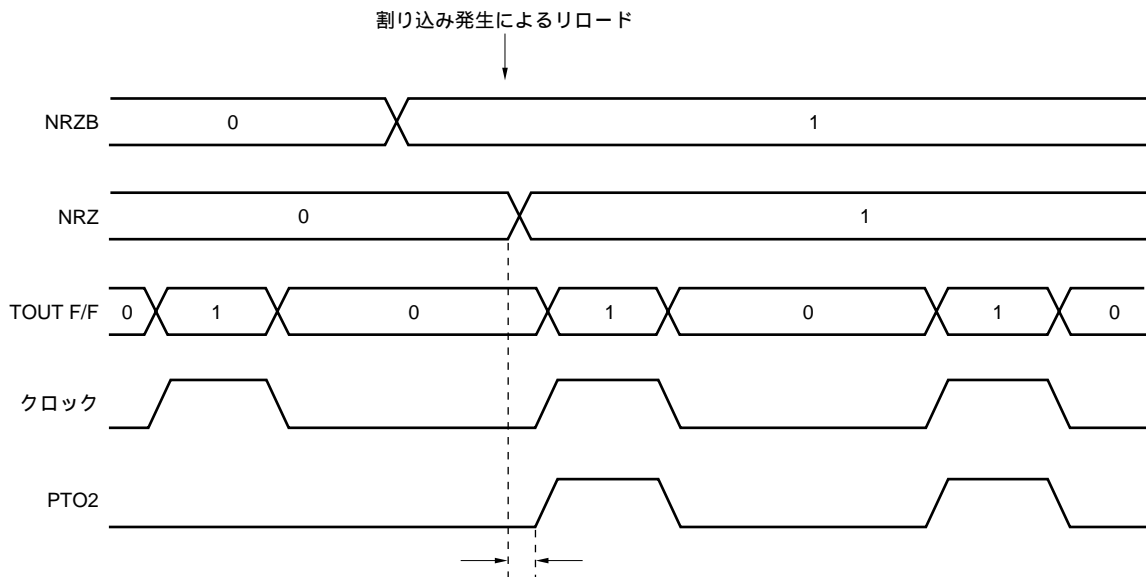 割り込み発生によるリロード
NRZB 0 1
NRZ 0 1
TOUT F/F 0 1 0 1 0 1 0
クロック
PTO2